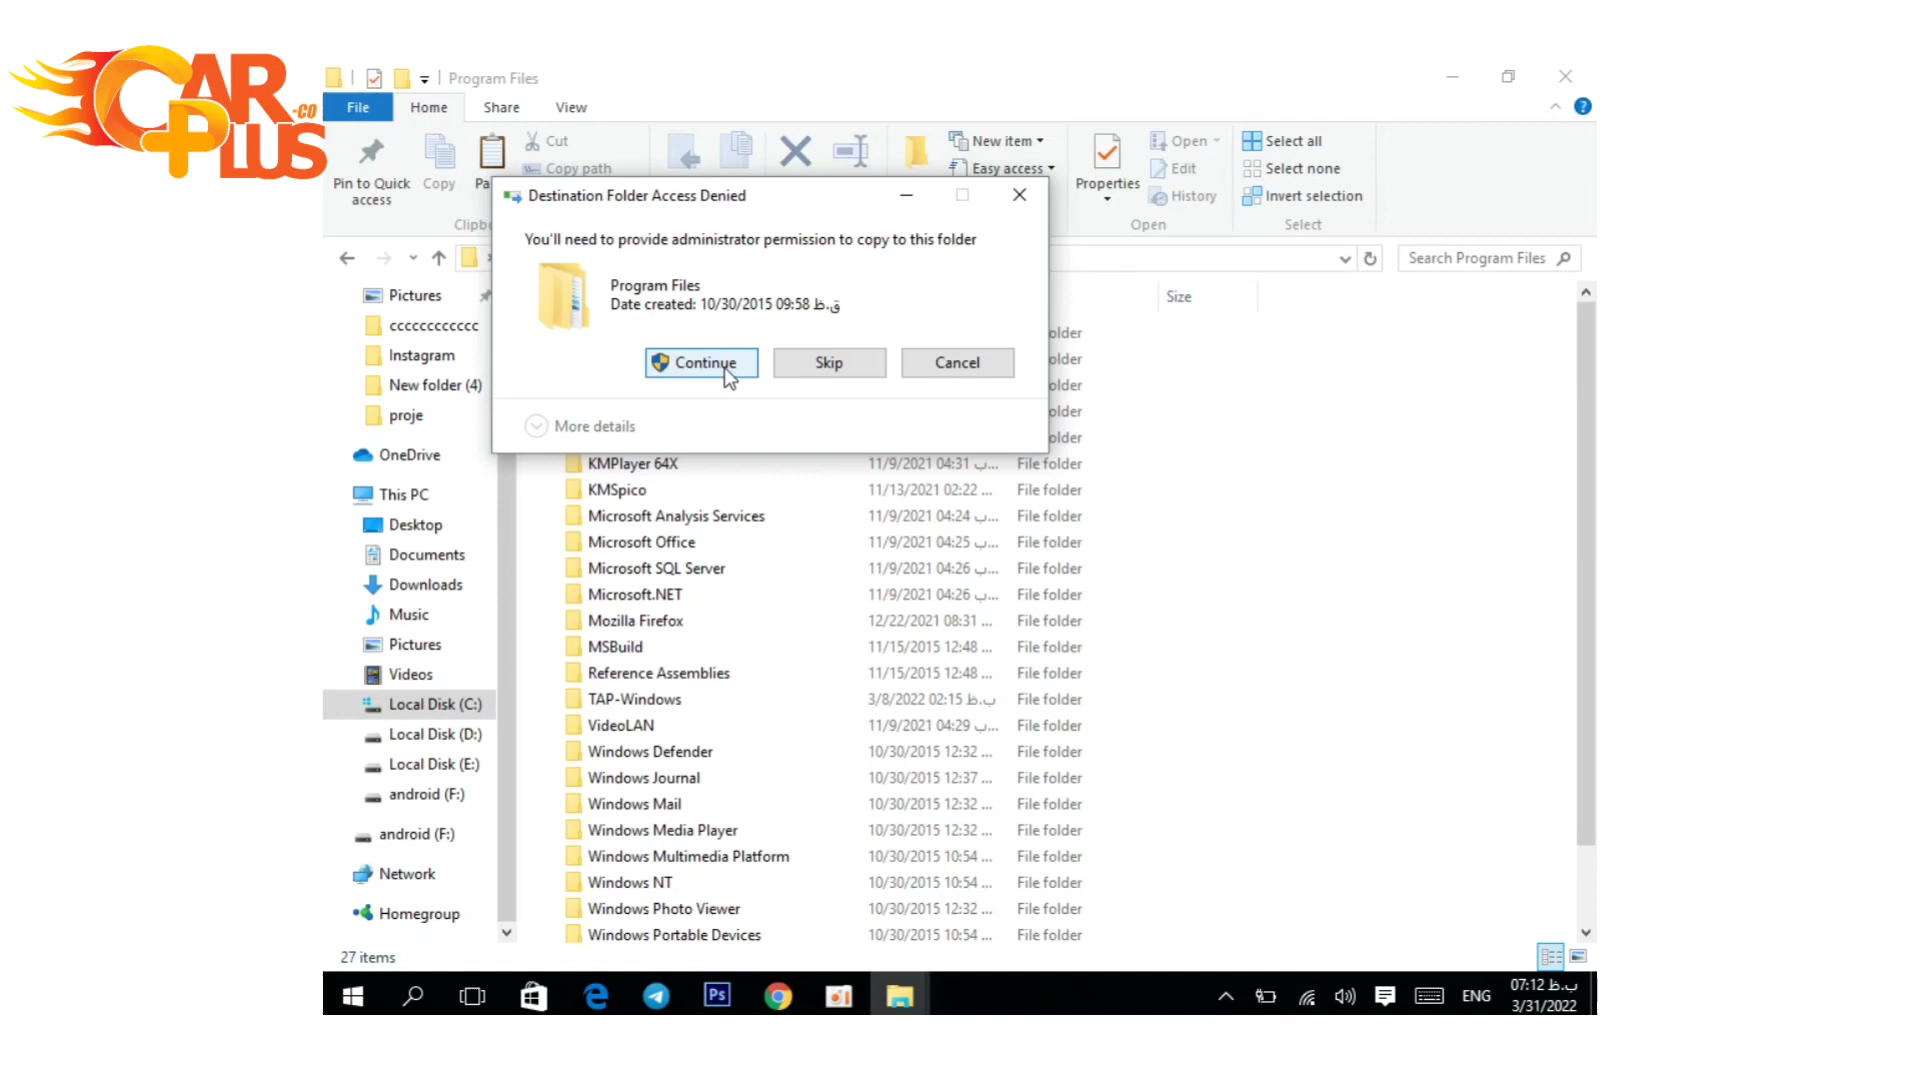 CAR
PLUS
-co
Program Files
File
Home
Share
View
Pin to Quick
access
Copy
Cut
Copy path
New item
Easy access
Properties
Open
Edit
History
Select all
Select none
Invert selection
Open
Select
Destination Folder Access Denied
You'll need to provide administrator permission to copy to this folder
Program Files
Date created: 10/30/2015 09:58 ق.ظ
Continue
Skip
Cancel
More details
Search Program Files
Size
Pictures
cccccccccccc
Instagram
New folder (4)
proje
OneDrive
This PC
Desktop
Documents
Downloads
Music
Pictures
Videos
Local Disk (C:)
Local Disk (D:)
Local Disk (E:)
android (F:)
android (F:)
Network
Homegroup
KMPlayer 64X 11/9/2021 04:31 ب... File folder
KMSpico 11/13/2021 02:22 ... File folder
Microsoft Analysis Services 11/9/2021 04:24 ب... File folder
Microsoft Office 11/9/2021 04:25 ب... File folder
Microsoft SQL Server 11/9/2021 04:26 ب... File folder
Microsoft.NET 11/9/2021 04:26 ب... File folder
Mozilla Firefox 12/22/2021 08:31 ... File folder
MSBuild 11/15/2015 12:48 ... File folder
Reference Assemblies 11/15/2015 12:48 ... File folder
TAP-Windows 3/8/2022 02:15 ب.ظ File folder
VideoLAN 11/9/2021 04:29 ب... File folder
Windows Defender 10/30/2015 12:32 ... File folder
Windows Journal 10/30/2015 12:37 ... File folder
Windows Mail 10/30/2015 12:32 ... File folder
Windows Media Player 10/30/2015 12:32 ... File folder
Windows Multimedia Platform 10/30/2015 10:54 ... File folder
Windows NT 10/30/2015 10:54 ... File folder
Windows Photo Viewer 10/30/2015 12:32 ... File folder
Windows Portable Devices 10/30/2015 10:54 ... File folder
27 items
Ps
ENG
07:12 ب.ظ
3/31/2022